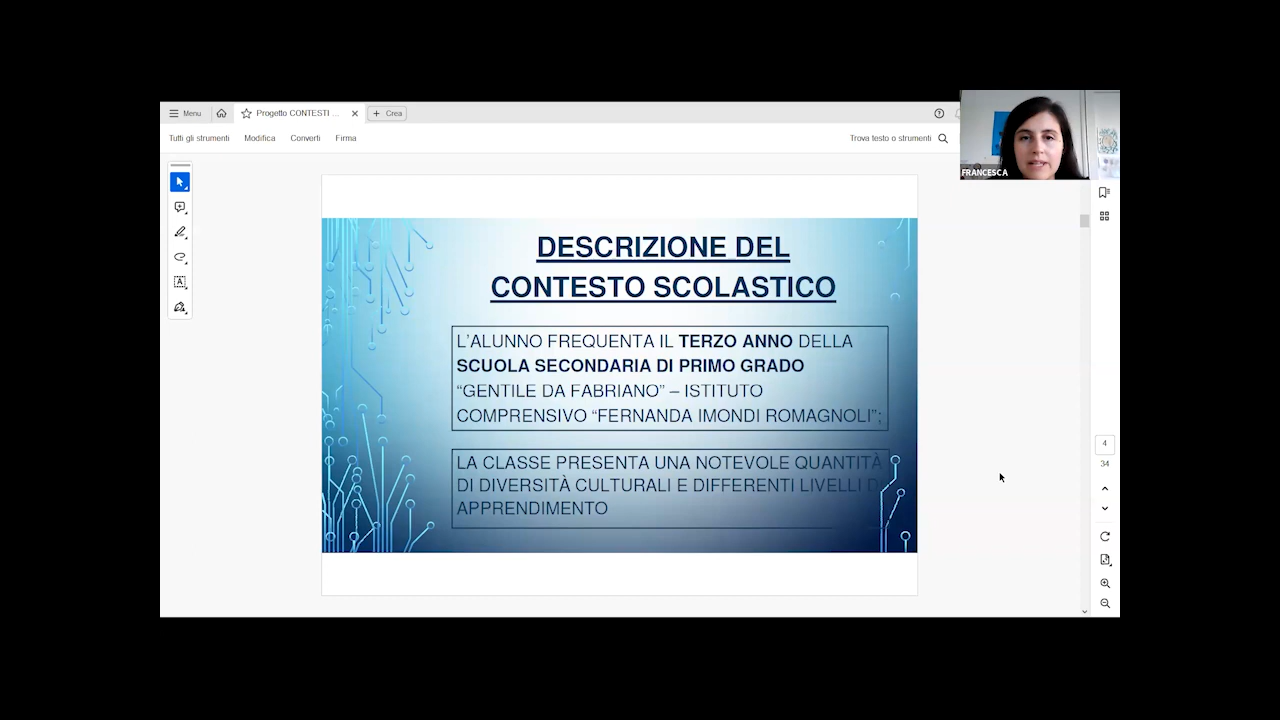 Menu
Progetto CONTESTI ...
Crea
Tutti gli strumenti
Modifica
Converti
Firma
Trova testo o strumenti
FRANCESCA
DESCRIZIONE DEL
CONTESTO SCOLASTICO
L'ALUNNO FREQUENTA IL TERZO ANNO DELLA
SCUOLA SECONDARIA DI PRIMO GRADO
“GENTILE DA FABRIANO” – ISTITUTO
COMPRENSIVO “FERNANDA IMONDI ROMAGNOLI”;
LA CLASSE PRESENTA UNA NOTEVOLE QUANTITÀ
DI DIVERSITÀ CULTURALI E DIFFERENTI LIVELLI DI
APPRENDIMENTO
4
34